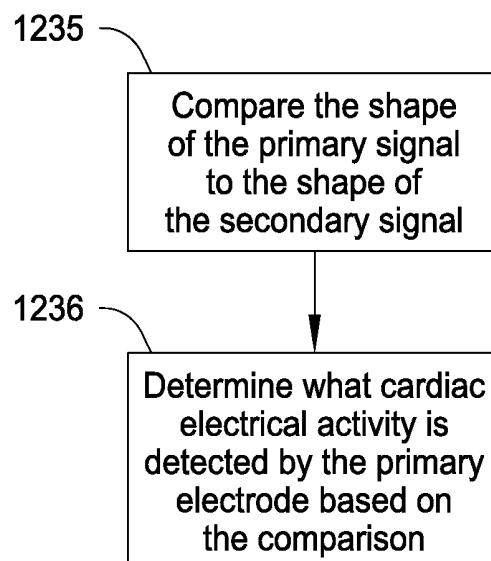 1235
Compare the shape
of the primary signal
to the shape of
the secondary signal
1236
Determine what cardiac
electrical activity is
detected by the primary
electrode based on
the comparison